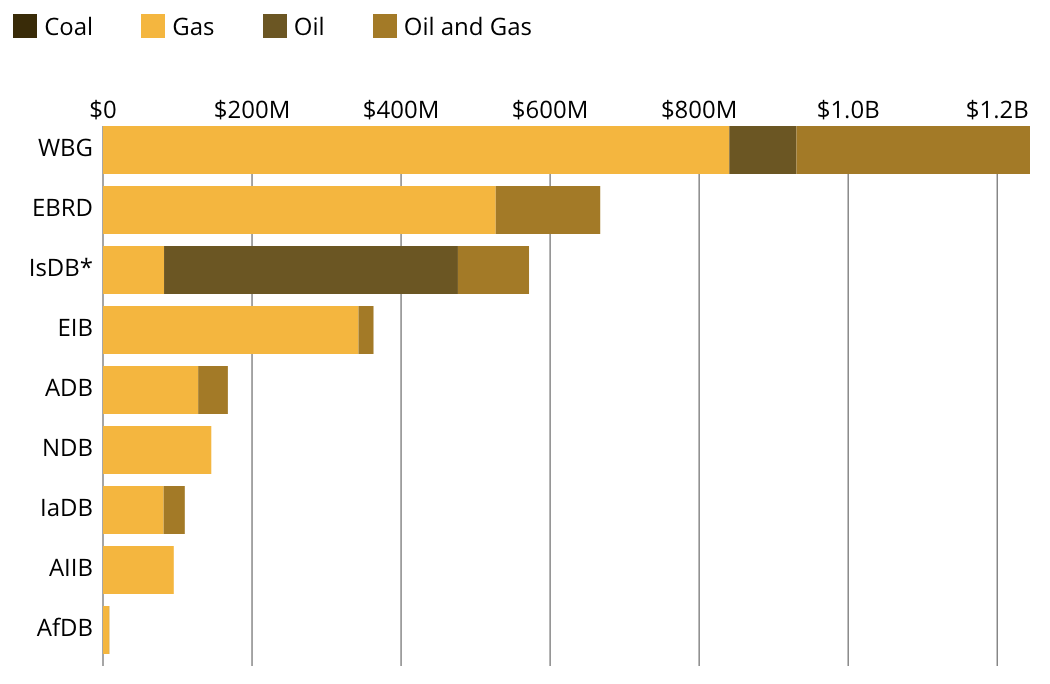 Coal Gas Oil Oil and Gas
$0 $200M $400M $600M $800M $1.0B $1.2B
WBG
EBRD
IsDB*
EIB
ADB
NDB
IaDB
AIIB
AfDB